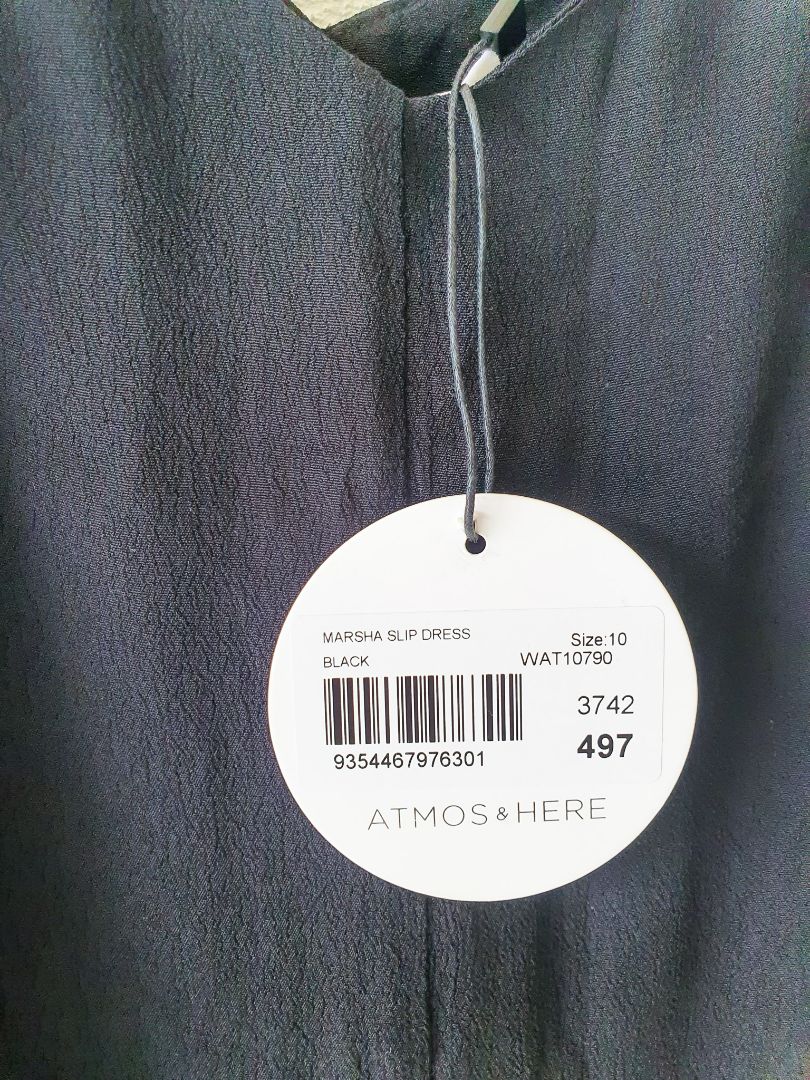 MARSHA SLIP DRESS Size:10
BLACK WAT10790
3742
497
9354467976301
ATMOS & HERE